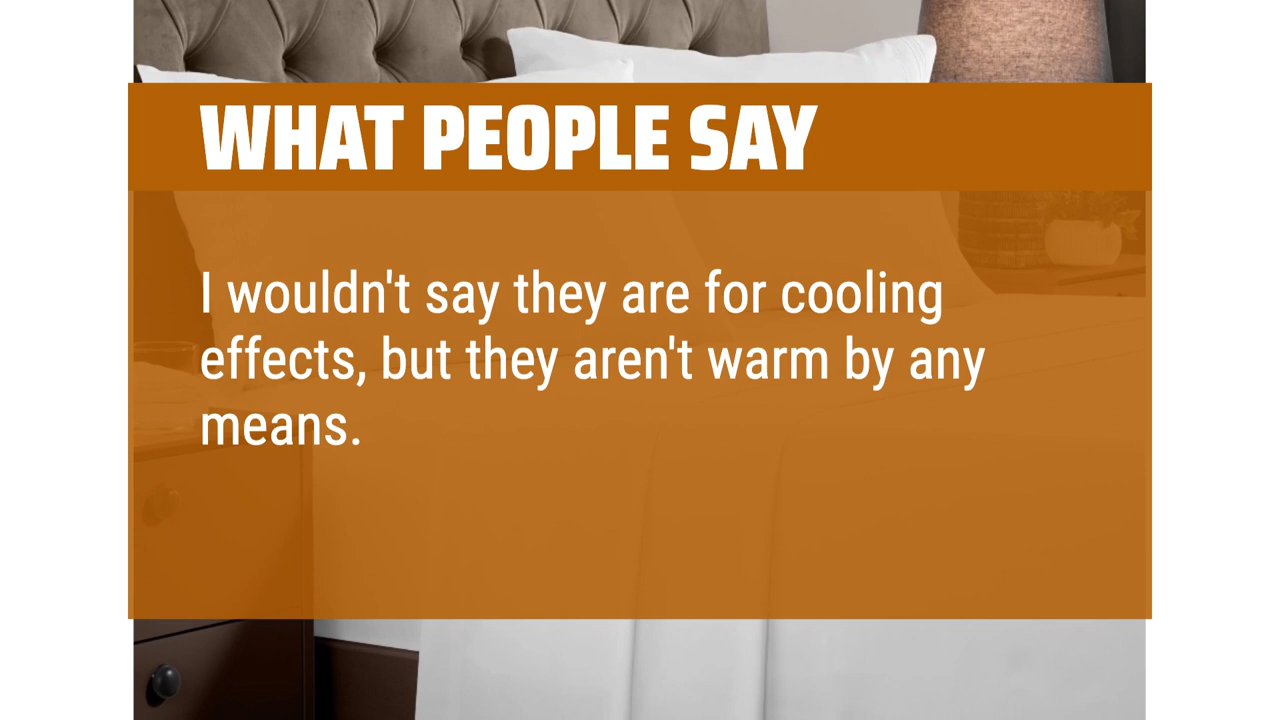 WHAT PEOPLE SAY
I wouldn't say they are for cooling
effects, but they aren't warm by any
means.